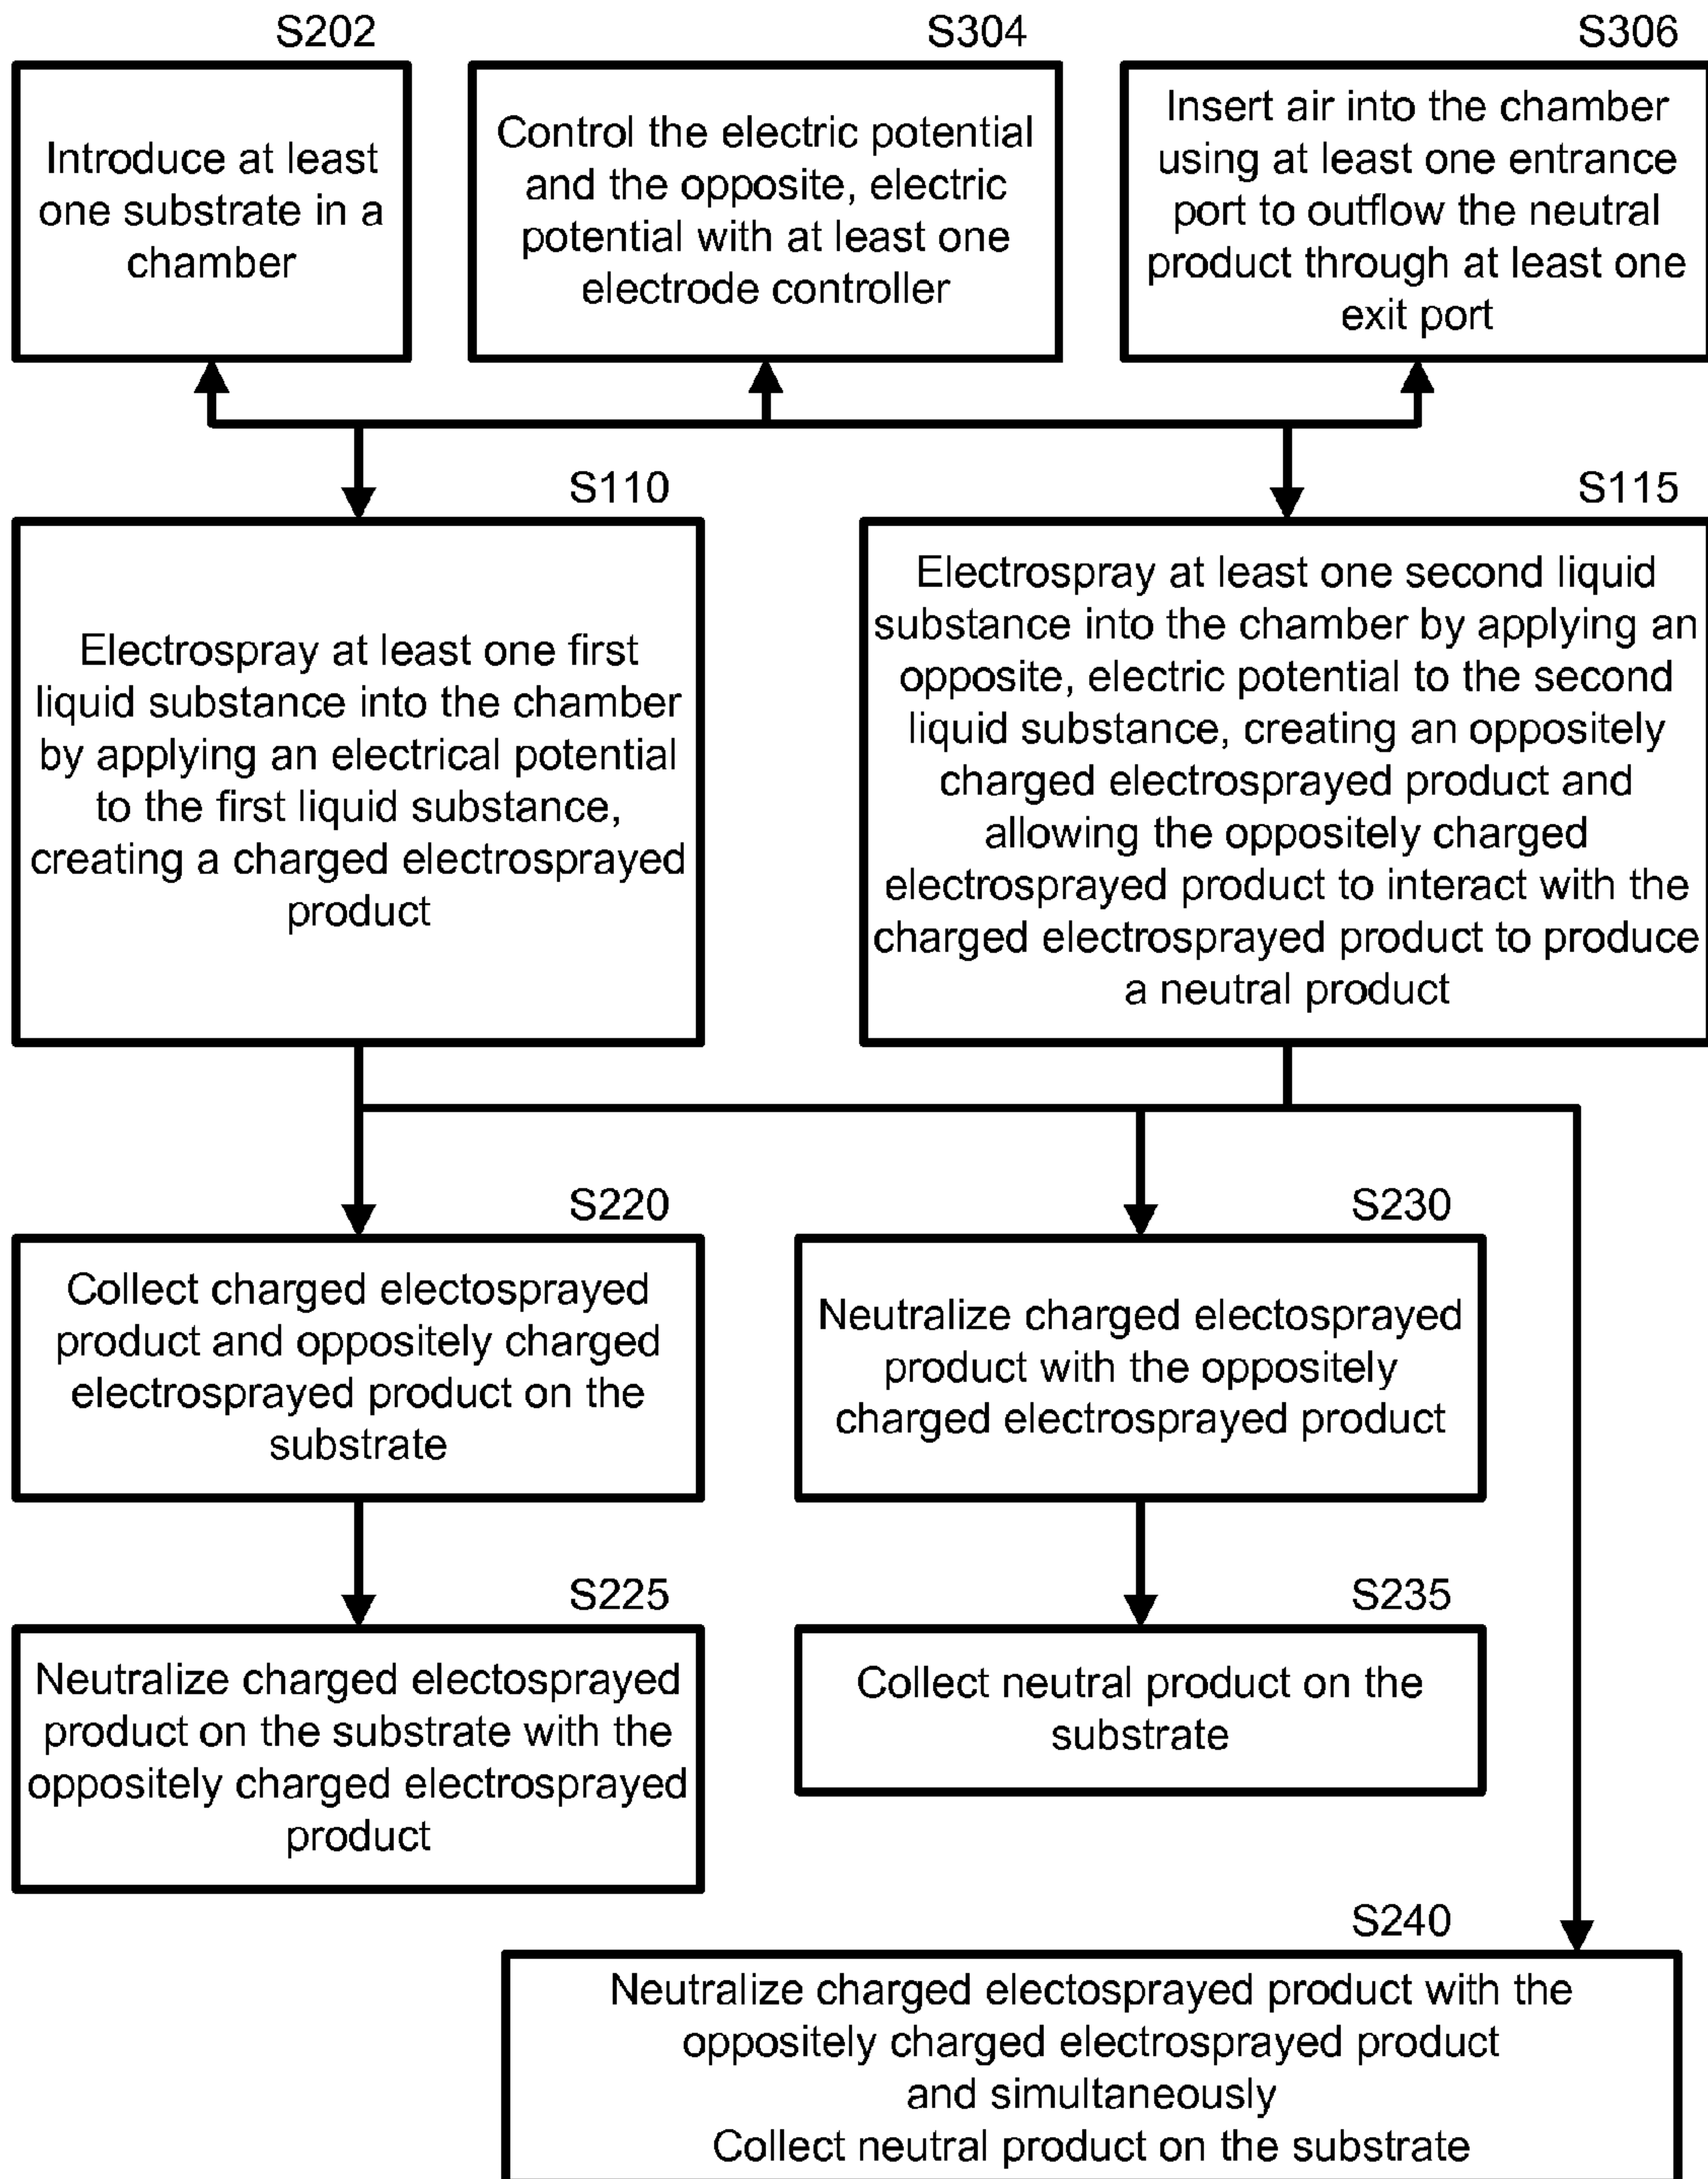 S202
Introduce at least
one substrate in a
chamber
S304
Control the electric potential
and the opposite, electric
potential with at least one
electrode controller
S306
Insert air into the chamber
using at least one entrance
port to outflow the neutral
product through at least one
exit port
S110
Electrospray at least one first
liquid substance into the chamber
by applying an electrical potential
to the first liquid substance,
creating a charged electrosprayed
product
S115
Electrospray at least one second liquid
substance into the chamber by applying an
opposite, electric potential to the second
liquid substance, creating an oppositely
charged electrosprayed product and
allowing the oppositely charged
electrosprayed product to interact with the
charged electrosprayed product to produce
a neutral product
S220
Collect charged electosprayed
product and oppositely charged
electrosprayed product on the
substrate
S230
Neutralize charged electosprayed
product with the oppositely
charged electrosprayed product
S225
Neutralize charged electosprayed
product on the substrate with the
oppositely charged electrosprayed
product
S235
Collect neutral product on the
substrate
S240
Neutralize charged electosprayed product with the
oppositely charged electrosprayed product
and simultaneously
Collect neutral product on the substrate